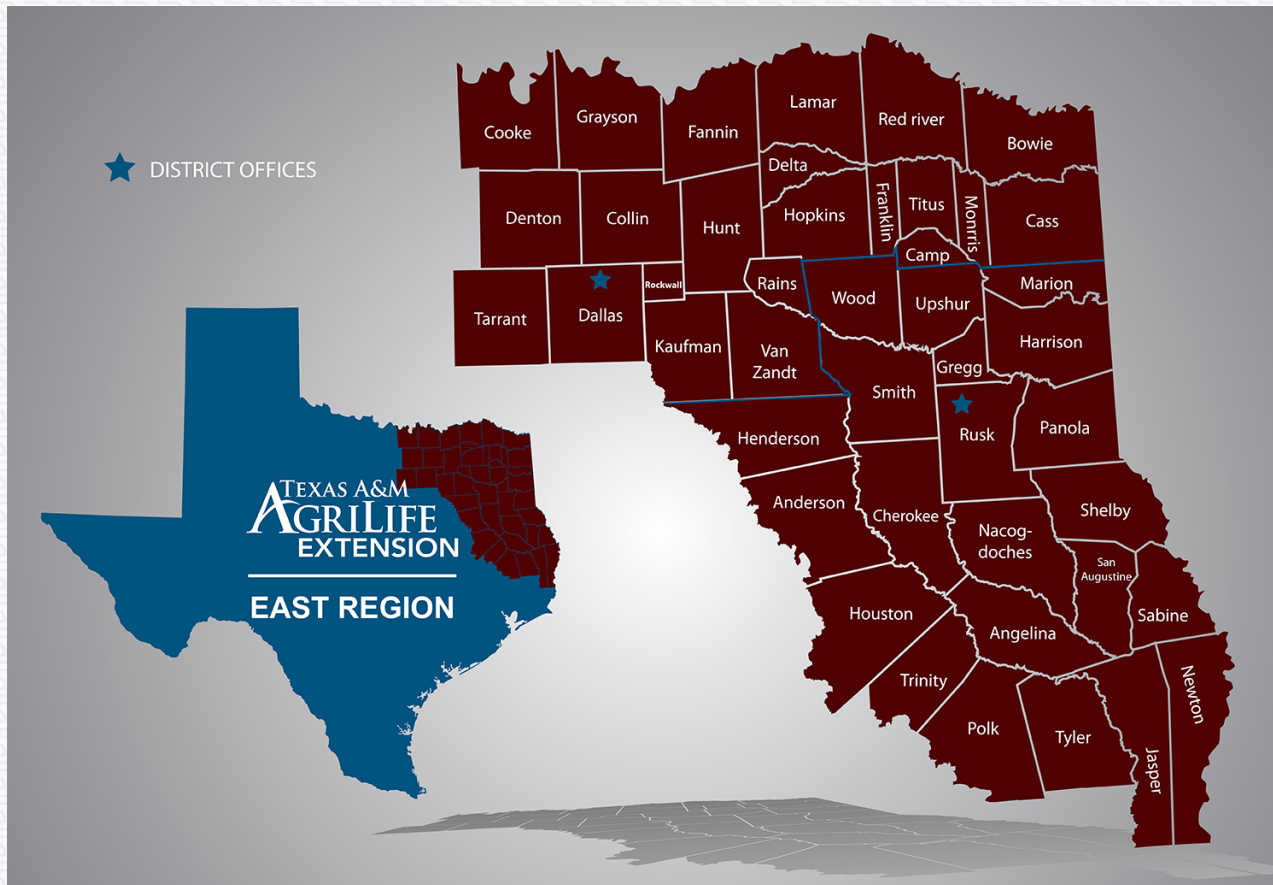 DISTRICT OFFICES
Cooke
Grayson
Fannin
Lamar
Red river
Bowie
Delta
Denton
Collin
Hunt
Hopkins
Franklin
Titus
Monrris
Cass
Camp
Tarrant
Dallas
Rockwall
Rains
Wood
Upshur
Marion
Harrison
Kaufman
Van
Zandt
Smith
Gregg
Rusk
Panola
Henderson
Anderson
Cherokee
Nacog-
doches
Shelby
San
Augustine
Sabine
Houston
Angelina
Trinity
Polk
Tyler
Jasper
Newton
TEXAS A&M
AGRILIFE
EXTENSION
EAST REGION